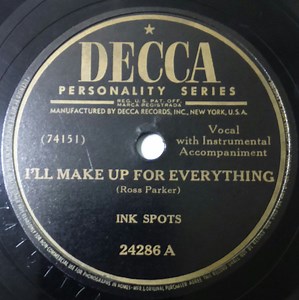 DECCA
PERSONALITY SERIES
REG. U.S. PAT. OFF.
MARCA REGISTRADA
MANUFACTURED BY DECCA RECORDS, INC., NEW YORK, U.S.A.
(74151)
Vocal
with Instrumental
Accompaniment
I'LL MAKE UP FOR EVERYTHING
(Ross Parker)
INK SPOTS
24286 A